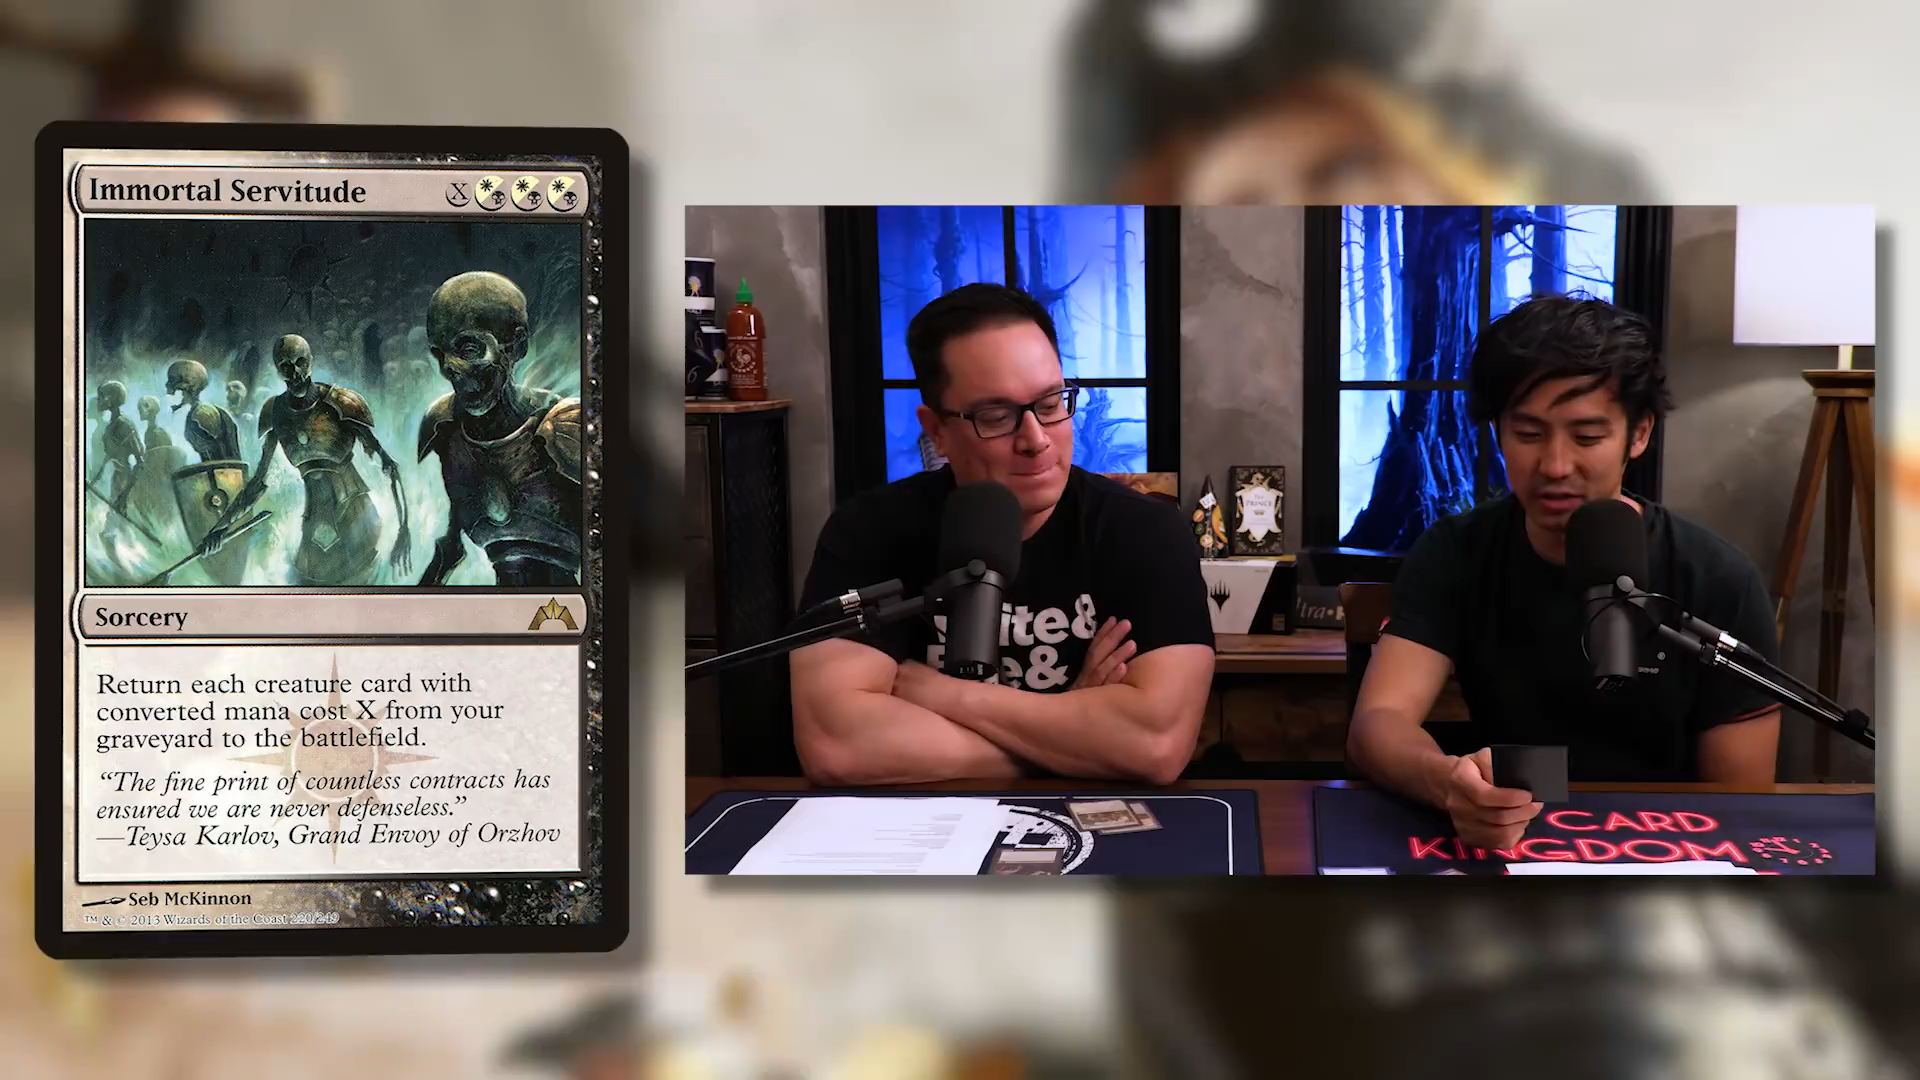 Immortal Servitude
X
Sorcery
Return each creature card with
converted mana cost X from your
graveyard to the battlefield.
“The fine print of countless contracts has
ensured we are never defenseless.”
—Teysa Karlov, Grand Envoy of Orzhov
Seb McKinnon
™ & © 2013 Wizards of the Coast 220/249
THE
PRINCE
CARD
KINGDOM